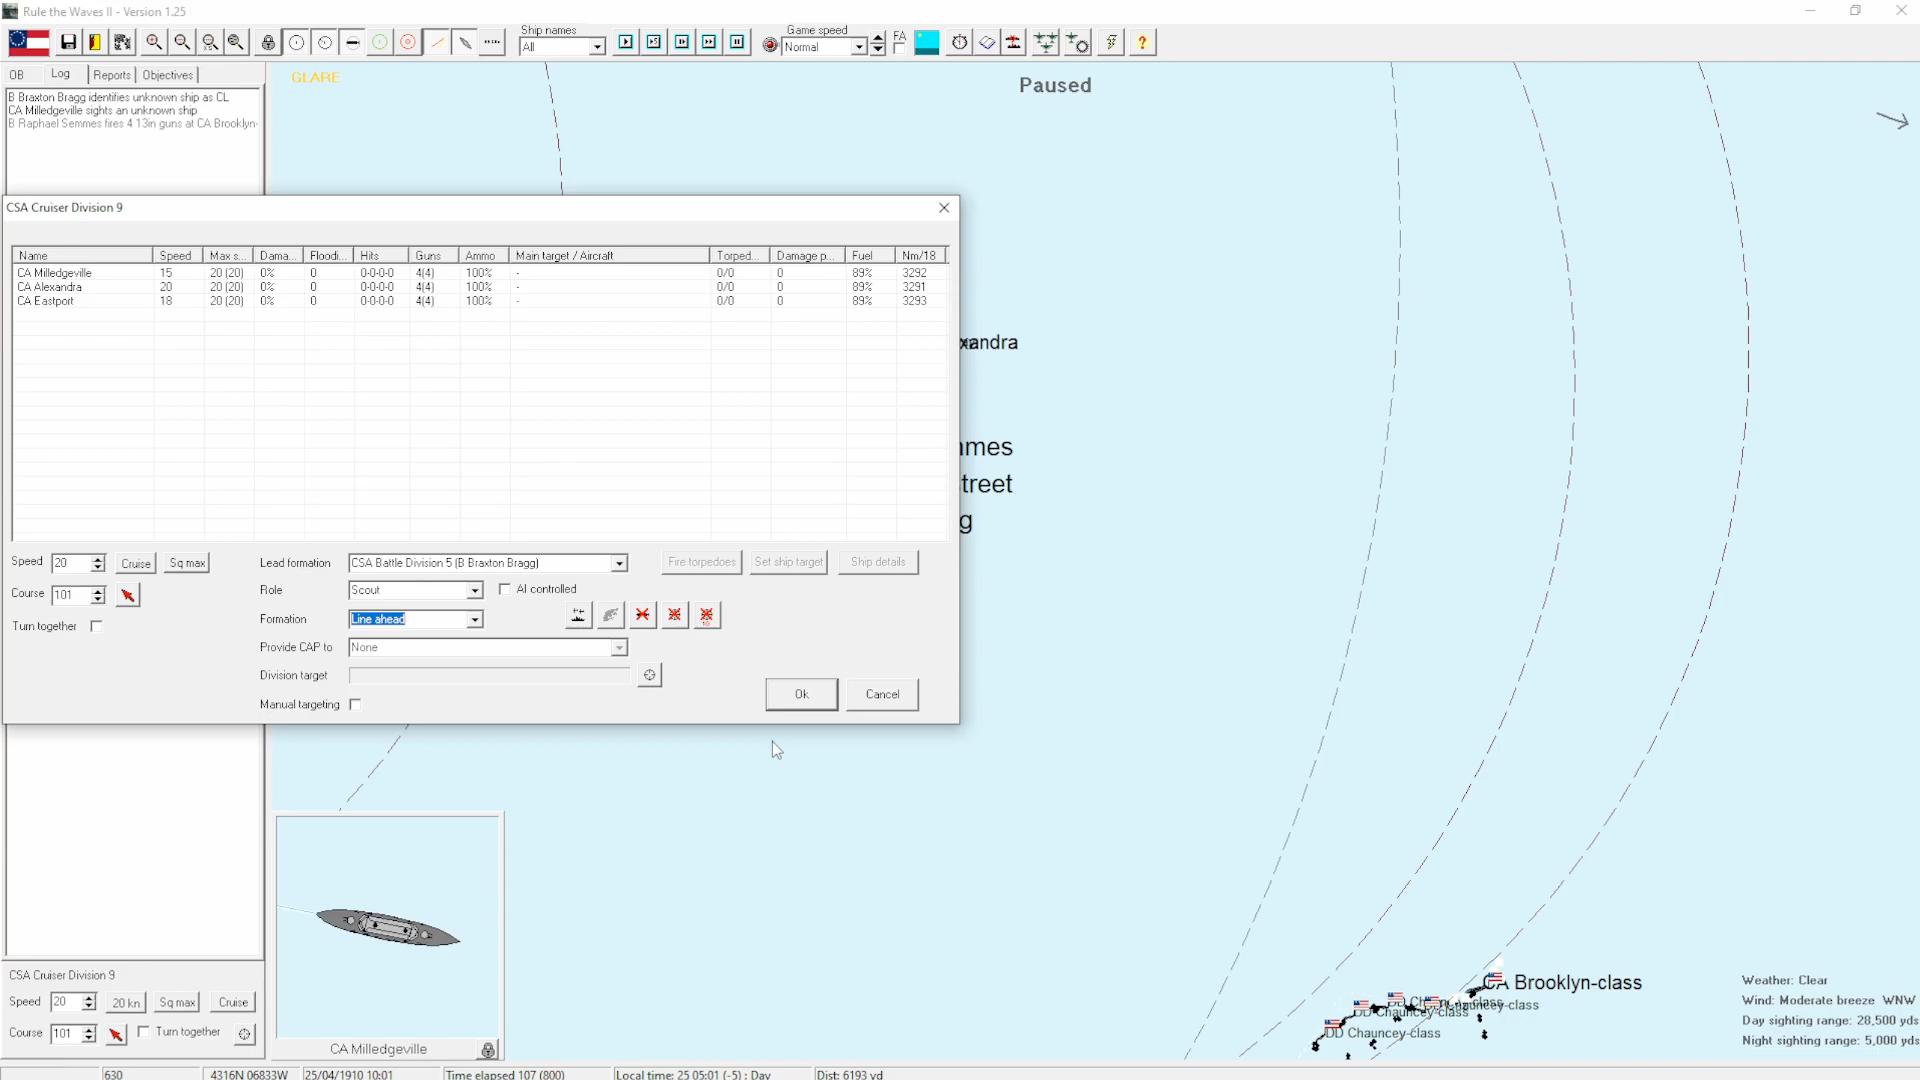 Rule the Waves II - Version 1.25
Ship names
All
Game speed
Normal
FA
OB
Log
Reports
Objectives
B Braxton Bragg identifies unknown ship as CL
CA Milledgeville sights an unknown ship
B Raphael Semmes fires 4 13in guns at CA Brooklyn-
GLARE
Paused
CSA Cruiser Division 9
Name Speed Max s... Dama... Floodi... Hits Guns Ammo Main target / Aircraft Torped... Damage p... Fuel Nm/18
CA Milledgeville 15 20 (20) 0% 0 0-0-0-0 4(4) 100% - 0/0 0 89% 3292
CA Alexandra 20 20 (20) 0% 0 0-0-0-0 4(4) 100% - 0/0 0 89% 3291
CA Eastport 18 20 (20) 0% 0 0-0-0-0 4(4) 100% - 0/0 0 89% 3293
xandra
mes
treet
g
Speed 20 Cruise Sq max
Course 101
Turn together
Lead formation CSA Battle Division 5 (B Braxton Bragg)
Role Scout AI controlled
Formation Line ahead
Provide CAP to None
Division target
Manual targeting
Fire torpedoes Set ship target Ship details
10
Ok Cancel
CA Milledgeville
CA Brooklyn-class
DD Chauncey-class
CSA Cruiser Division 9
Speed 20 20 kn Sq max Cruise
Course 101 Turn together
Weather: Clear
Wind: Moderate breeze WNW
Day sighting range: 28,500 yds
Night sighting range: 5,000 yds
630 4316N 06833W 25/04/1910 10:01 Time elapsed 107 (800) Local time: 25 05:01 (-5) : Day Dist: 6193 yd